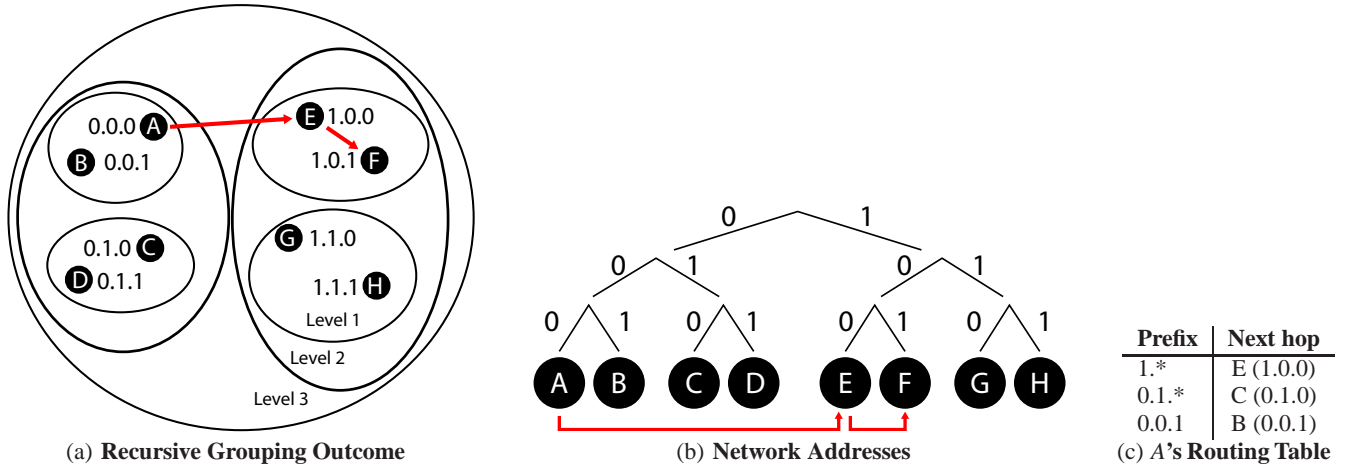 0.0.0 A
B 0.0.1
0.1.0 C
D 0.1.1
E 1.0.0
1.0.1 F
G 1.1.0
1.1.1 H
Level 1
Level 2
Level 3
(a) Recursive Grouping Outcome
0 1
0 1 0 1
0 1 0 1 0 1 0 1
A B C D E F G H
(b) Network Addresses
Prefix Next hop
1.* E (1.0.0)
0.1.* C (0.1.0)
0.0.1 B (0.0.1)
(c) A's Routing Table